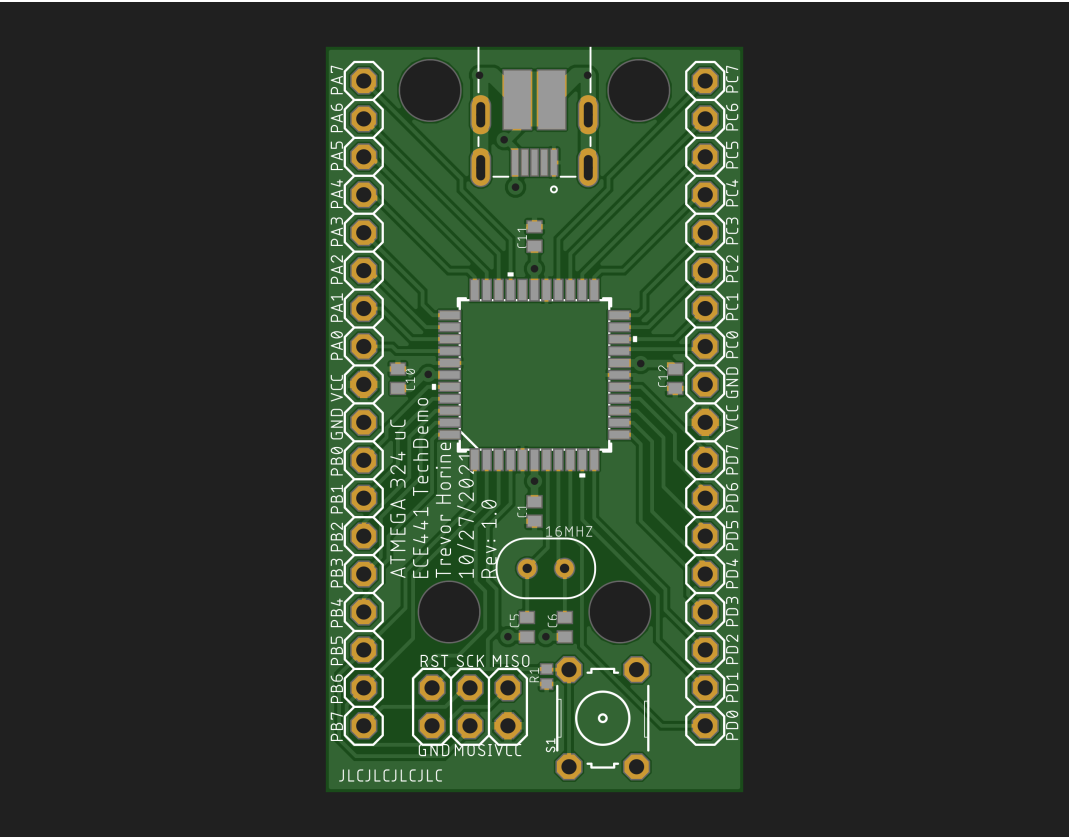 PA7
PA6
PA5
PA4
PA3
PA2
PA1
PA0
VCC
GND
PB0
PB1
PB2
PB3
PB4
PB5
PB6
PB7
C11
C10
C12
ATMEGA 324 uC
ECE441 TechDemo
Trevor Horine
10/27/2021
Rev: 1.0
C1
16MHZ
C5
C6
R1
RST SCK MISO
GND MOSI VCC
S1
JLCJLCJLCJLC
PC7
PC6
PC5
PC4
PC3
PC2
PC1
PC0
GND
VCC
PD7
PD6
PD5
PD4
PD3
PD2
PD1
PD0